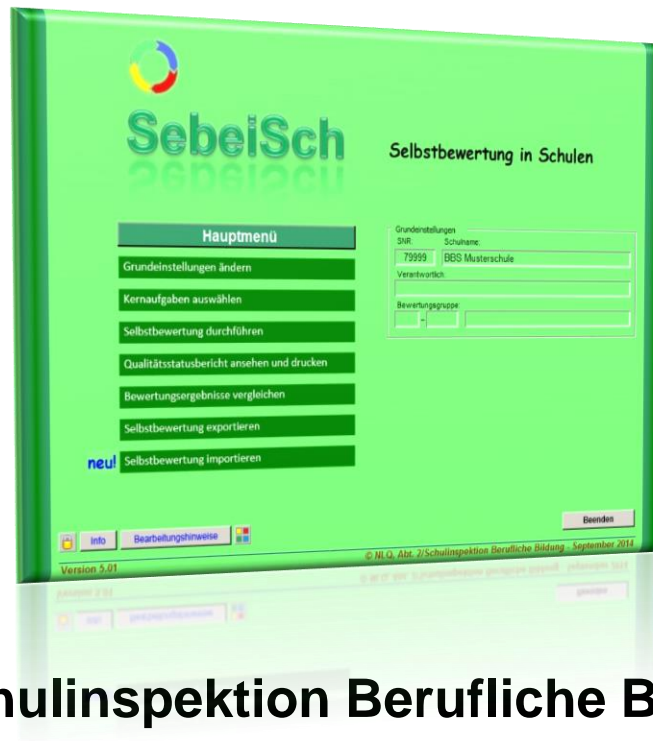 SebeiSch
Selbstbewertung in Schulen
Hauptmenü
Grundeinstellungen ändern
Kernaufgaben auswählen
Selbstbewertung durchführen
Qualitätsstatusbericht ansehen und drucken
Bewertungsergebnisse vergleichen
Selbstbewertung exportieren
neu! Selbstbewertung importieren
Grundeinstellungen
SNR: Schulname:
79999 BBS Musterschule
Verantwortlich:
Bewertungsgruppe:
-
Beenden
Info Bearbeitungshinweise
Version 5.01
© NLQ, Abt. 2/Schulinspektion Berufliche Bildung - September 2014
hulinspektion Berufliche B